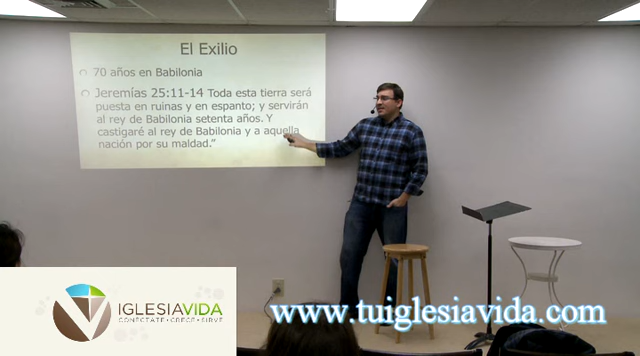 El Exilio
70 años en Babilonia
Jeremías 25:11-14 Toda esta tierra será
puesta en ruinas y en espanto; y servirán
al rey de Babilonia setenta años. Y
castigaré al rey de Babilonia y a aquella
nación por su maldad.”
IGLESIAVIDA
CONECTATE • CRECE • SIRVE
www.tuiglesiavida.com